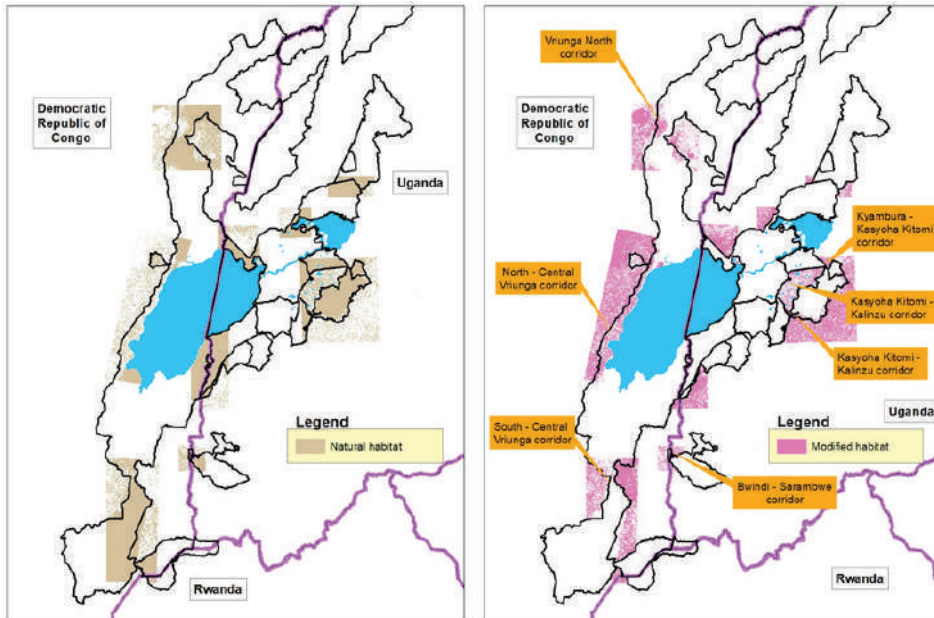 Democratic
Republic of
Congo
Uganda
Legend
Natural habitat
Rwanda
Vriunga North
corridor
Democratic
Republic of
Congo
Kyambura -
Kasyoha Kitomi
corridor
North - Central
Vriunga corridor
Kasyoha Kitomi -
Kalinzu corridor
Kasyoha Kitomi -
Kalinzu corridor
Uganda
South - Central
Vriunga corridor
Legend
Modified habitat
Bwindi - Sarambwe
corridor
Rwanda